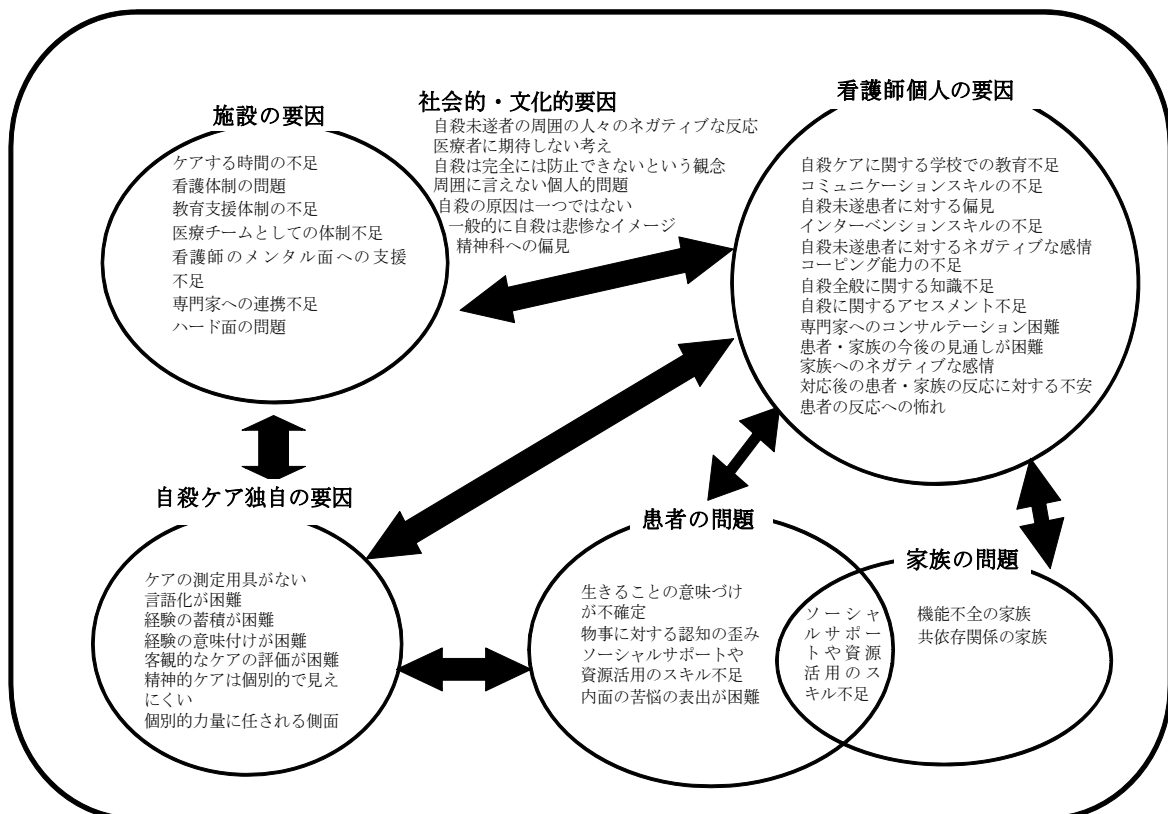 施設の要因
ケアする時間の不足
看護体制の問題
教育支援体制の不足
医療チームとしての体制不足
看護師のメンタル面への支援
不足
専門家への連携不足
ハード面の問題
社会的・文化的要因
自殺未遂者の周囲の人々のネガティブな反応
医療者に期待しない考え
自殺は完全には防止できないという観念
周囲に言えない個人的問題
自殺の原因は一つではない
一般的に自殺は悲惨なイメージ
精神科への偏見
看護師個人の要因
自殺ケアに関する学校での教育不足
コミュニケーションスキルの不足
自殺未遂患者に対する偏見
インターベンションスキルの不足
自殺未遂患者に対するネガティブな感情
コーピング能力の不足
自殺全般に関する知識不足
自殺に関するアセスメント不足
専門家へのコンサルテーション困難
患者・家族の今後の見通しが困難
家族へのネガティブな感情
対応後の患者・家族の反応に対する不安
患者の反応への怖れ
自殺ケア独自の要因
ケアの測定用具がない
言語化が困難
経験の蓄積が困難
経験の意味付けが困難
客観的なケアの評価が困難
精神的ケアは個別的で見え
にくい
個別的力量に任される側面
患者の問題
生きることの意味づけ
が不確定
物事に対する認知の歪み
ソーシャルサポートや
資源活用のスキル不足
内面の苦悩の表出が困難
ソーシャ
ルサポー
トや資源
活用のス
キル不足
家族の問題
機能不全の家族
共依存関係の家族